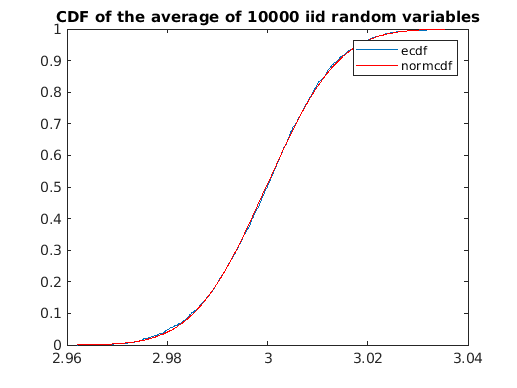 CDF of the average of 10000 iid random variables
1
0.9
0.8
0.7
0.6
0.5
0.4
0.3
0.2
0.1
0
2.96 2.98 3 3.02 3.04
ecdf
normcdf